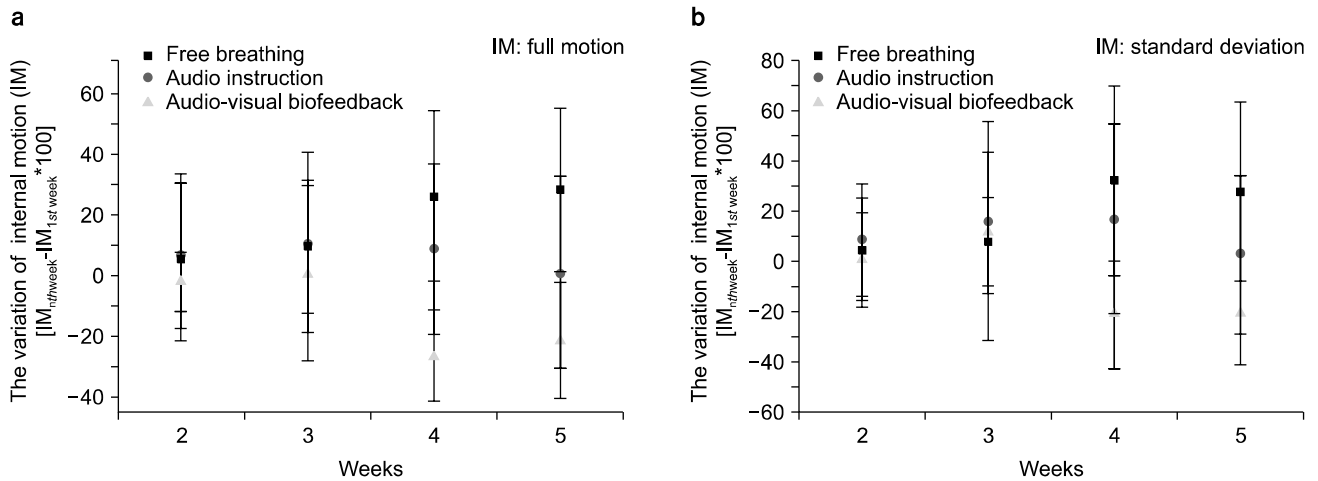 a
IM: full motion
Free breathing
Audio instruction
Audio-visual biofeedback
The variation of internal motion (IM)
[IMnthweek-IM1st week*100]
60
40
20
0
−20
−40
2 3 4 5
Weeks
b
IM: standard deviation
Free breathing
Audio instruction
Audio-visual biofeedback
The variation of internal motion (IM)
[IMnthweek-IM1st week*100]
80
60
40
20
0
−20
−40
−60
2 3 4 5
Weeks